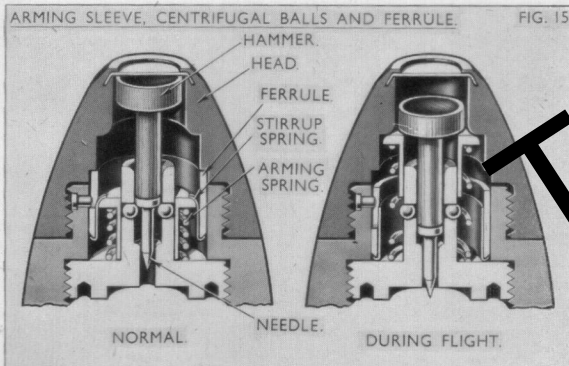 ARMING SLEEVE, CENTRIFUGAL BALLS AND FERRULE. FIG. 15
HAMMER.
HEAD.
FERRULE.
STIRRUP
SPRING.
ARMING
SPRING.
NEEDLE.
NORMAL.
DURING FLIGHT.